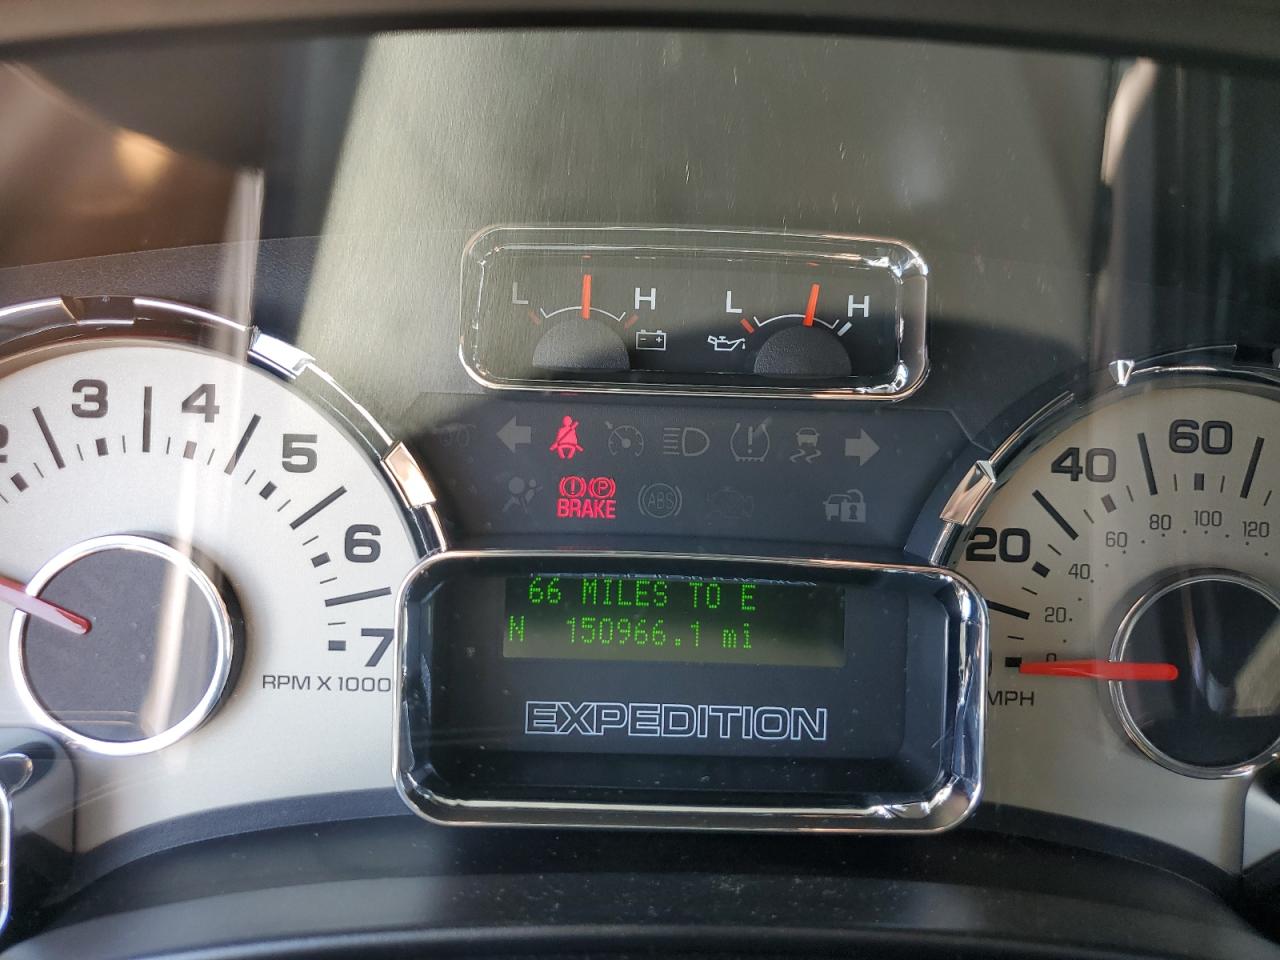 L H
L H
3 4 5 6 7
RPM X 1000
(!) (P)
BRAKE
ABS
66 MILES TO E
N 150966.1 mi
EXPEDITION
20 40 60
0 20 40 60 80 100 120
MPH